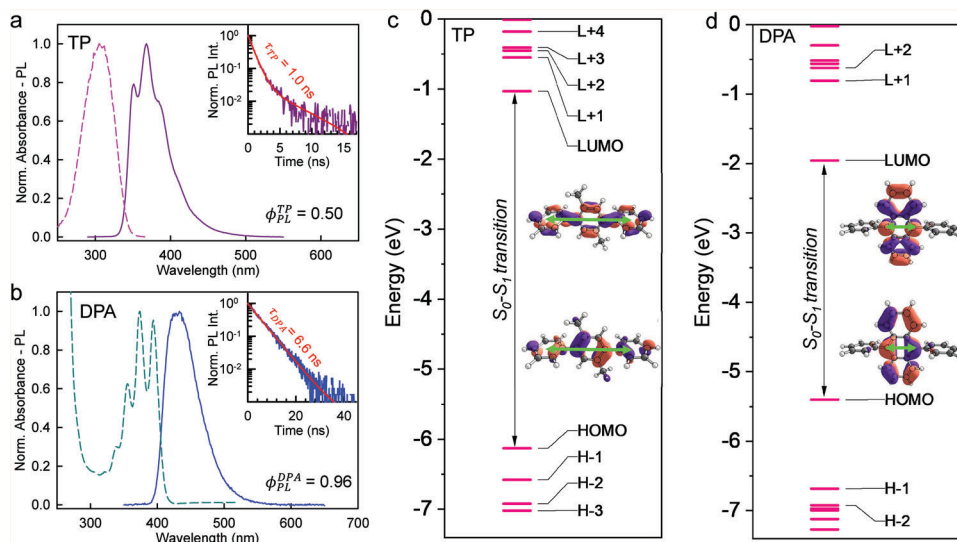 a
TP
Norm. Absorbance - PL
1.0
0.8
0.6
0.4
0.2
0.0
300 400 500 600
Wavelength (nm)
Norm. PL Int.
10⁰
10⁻¹
10⁻²
τTP = 1.0 ns
0 5 10 15
Time (ns)
ϕPL^TP = 0.50
b
DPA
Norm. Absorbance - PL
1.0
0.8
0.6
0.4
0.2
0.0
300 400 500 600 700
Wavelength (nm)
Norm. PL Int.
10⁰
10⁻¹
10⁻²
τDPA = 6.6 ns
0 20 40
Time (ns)
ϕPL^DPA = 0.96
c
TP
Energy (eV)
0
-1
-2
-3
-4
-5
-6
-7
L+4
L+3
L+2
L+1
LUMO
S0-S1 transition
HOMO
H-1
H-2
H-3
d
DPA
Energy (eV)
0
-1
-2
-3
-4
-5
-6
-7
L+2
L+1
LUMO
S0-S1 transition
HOMO
H-1
H-2